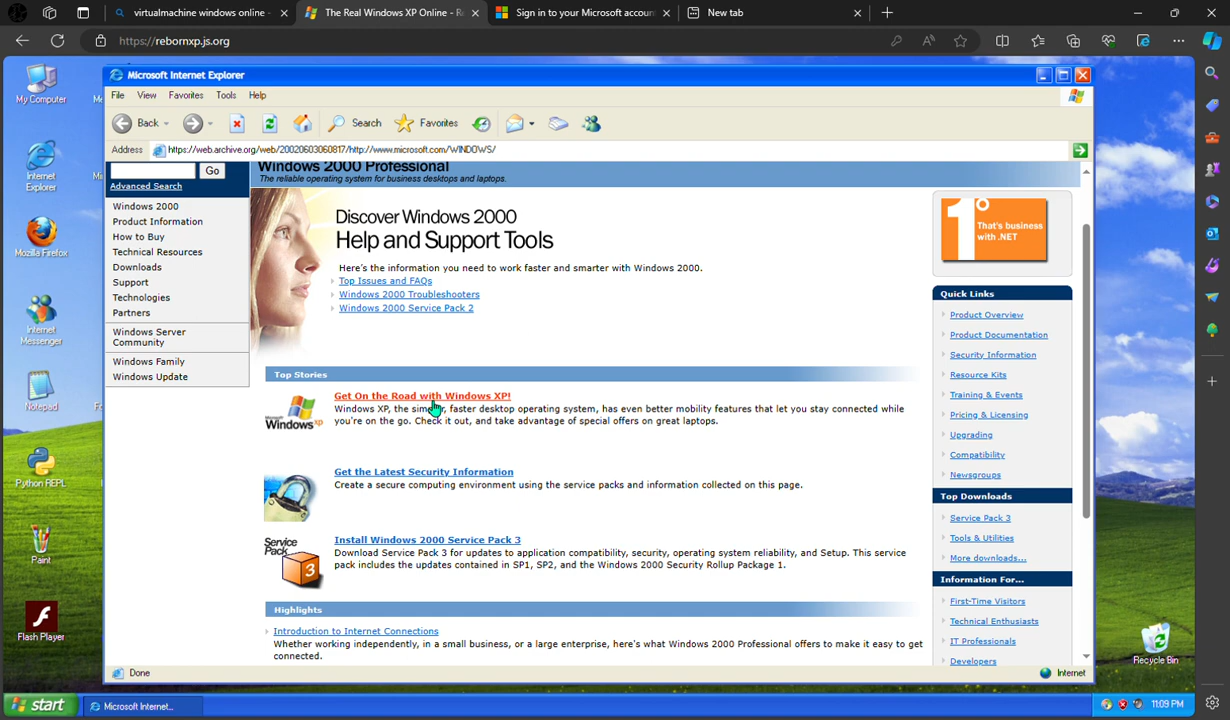 virtualmachine windows online -
The Real Windows XP Online - R
Sign in to your Microsoft accoun
New tab
https://rebornxp.js.org
My Computer
Internet Explorer
Mozilla Firefox
Internet Messenger
Notepad
Python REPL
Paint
Flash Player
Recycle Bin
Microsoft Internet Explorer
File View Favorites Tools Help
Back Search Favorites
Address https://web.archive.org/web/20020603060817/http://www.microsoft.com/WINDOWS/
Go
Advanced Search
Windows 2000
Product Information
How to Buy
Technical Resources
Downloads
Support
Technologies
Partners
Windows Server
Community
Windows Family
Windows Update
Windows 2000 Professional
The reliable operating system for business desktops and laptops.
Discover Windows 2000
Help and Support Tools
Here's the information you need to work faster and smarter with Windows 2000.
Top Issues and FAQs
Windows 2000 Troubleshooters
Windows 2000 Service Pack 2
Top Stories
Microsoft
Windows xp
Get On the Road with Windows XP!
Windows XP, the simpler, faster desktop operating system, has even better mobility features that let you stay connected while
you're on the go. Check it out, and take advantage of special offers on great laptops.
Get the Latest Security Information
Create a secure computing environment using the service packs and information collected on this page.
Service
Pack
3
Install Windows 2000 Service Pack 3
Download Service Pack 3 for updates to application compatibility, security, operating system reliability, and Setup. This service
pack includes the updates contained in SP1, SP2, and the Windows 2000 Security Rollup Package 1.
Highlights
Introduction to Internet Connections
Whether working independently, in a small business, or a large enterprise, here's what Windows 2000 Professional offers to make it easy to get
connected.
1°
That's business
with .NET
Quick Links
Product Overview
Product Documentation
Security Information
Resource Kits
Training & Events
Pricing & Licensing
Upgrading
Compatibility
Newsgroups
Top Downloads
Service Pack 3
Tools & Utilities
More downloads...
Information For...
First-Time Visitors
Technical Enthusiasts
IT Professionals
Developers
Done
Internet
start
Microsoft Internet...
11:09 PM